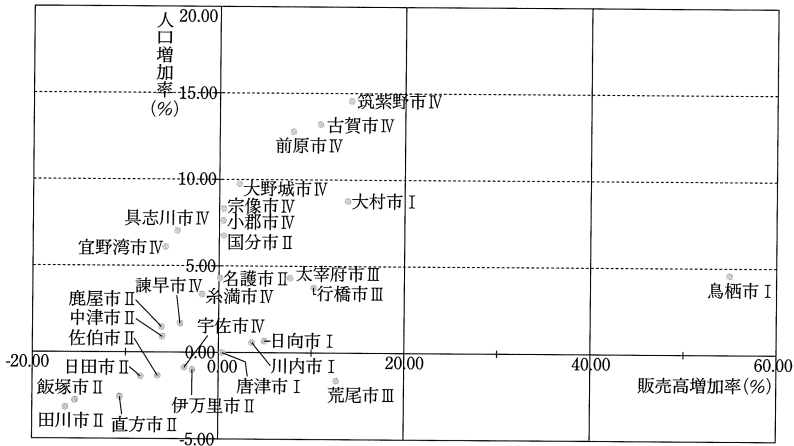 人口増加率(%)
20.00
15.00
筑紫野市Ⅳ
古賀市Ⅳ
前原市Ⅳ
10.00
大野城市Ⅳ
大村市Ⅰ
宗像市Ⅳ
具志川市Ⅳ
小郡市Ⅳ
国分市Ⅱ
宜野湾市Ⅳ
5.00
名護市Ⅱ
太宰府市Ⅲ
諫早市Ⅳ
糸満市Ⅳ
行橋市Ⅲ
鳥栖市Ⅰ
鹿屋市Ⅱ
中津市Ⅱ
宇佐市Ⅳ
佐伯市Ⅱ
日向市Ⅰ
-20.00
0.00
0.00
20.00
40.00
60.00
日田市Ⅱ
川内市Ⅰ
販売高増加率(%)
飯塚市Ⅱ
唐津市Ⅰ
荒尾市Ⅲ
伊万里市Ⅱ
田川市Ⅱ
直方市Ⅱ
-5.00